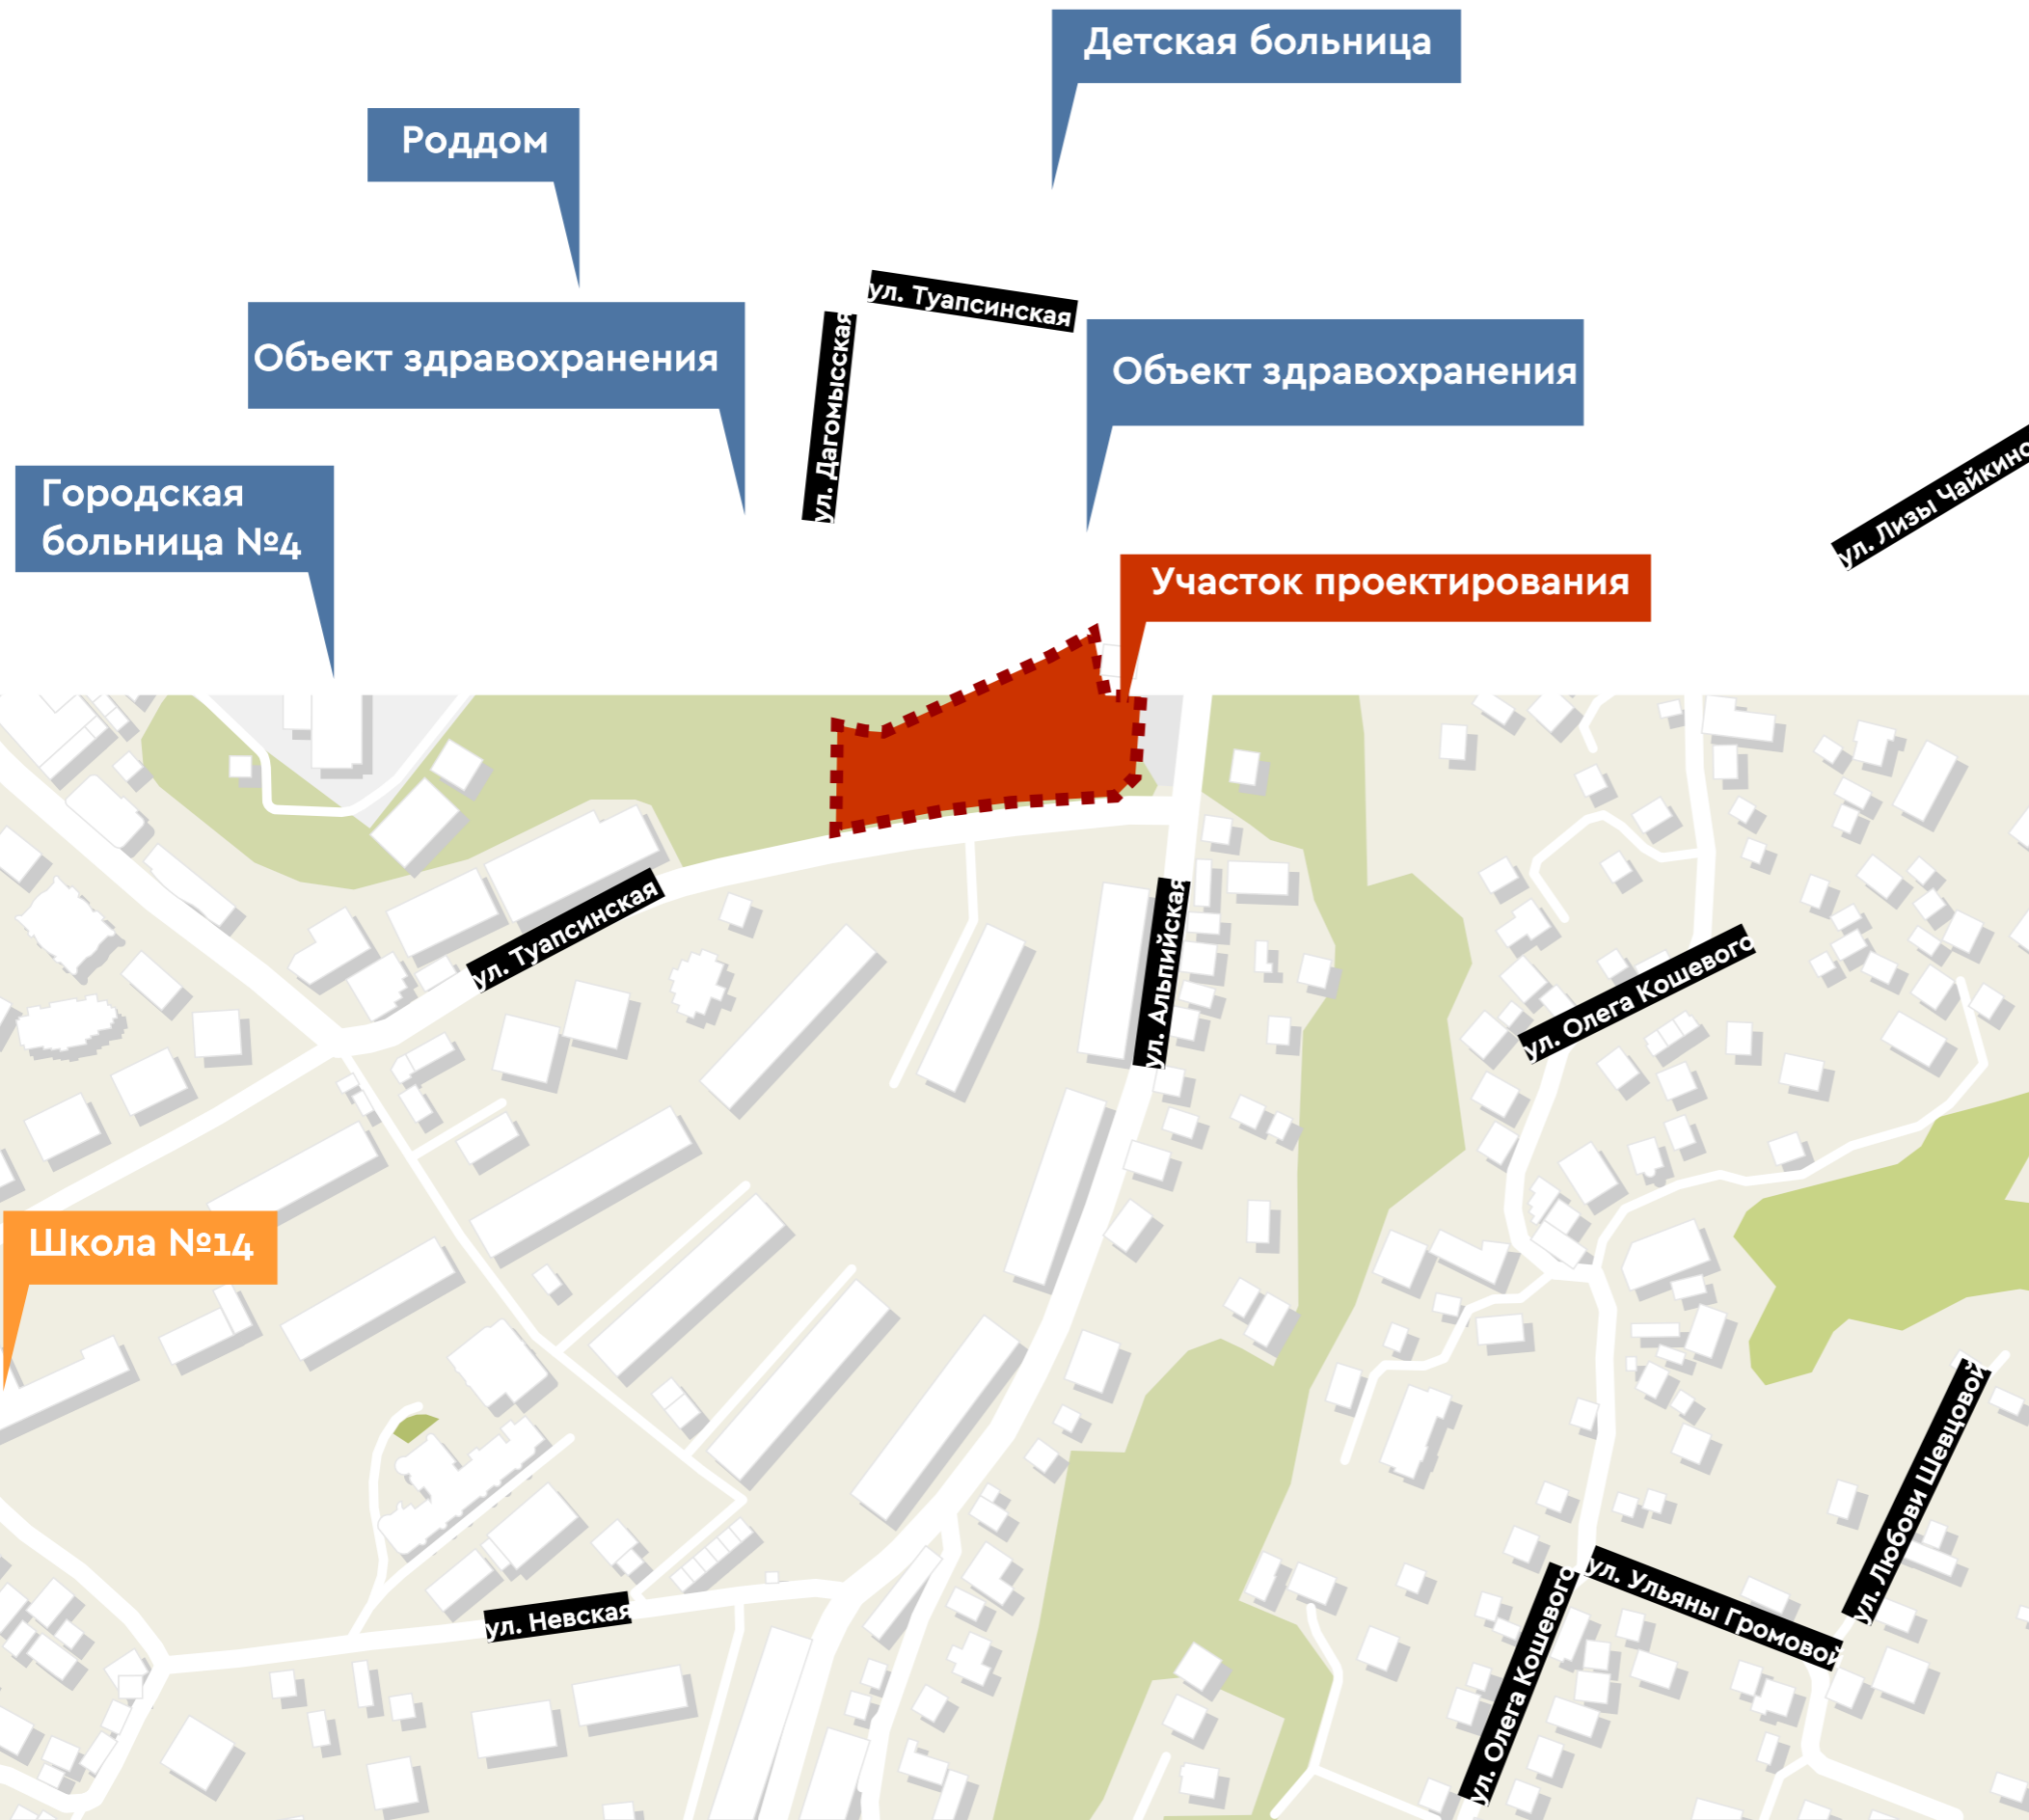 Детская больница
Роддом
ул. Туапсинская
Объект здравохранения
ул. Дагомысская
Объект здравохранения
Городская
больница №4
ул. Лизы Чайкино
Участок проектирования
ул. Туапсинская
ул. Альпийская
ул. Олега Кошевого
Школа №14
ул. Любови Шевцовой
ул. Невская
ул. Ульяны Громовой
ул. Олега Кошевого